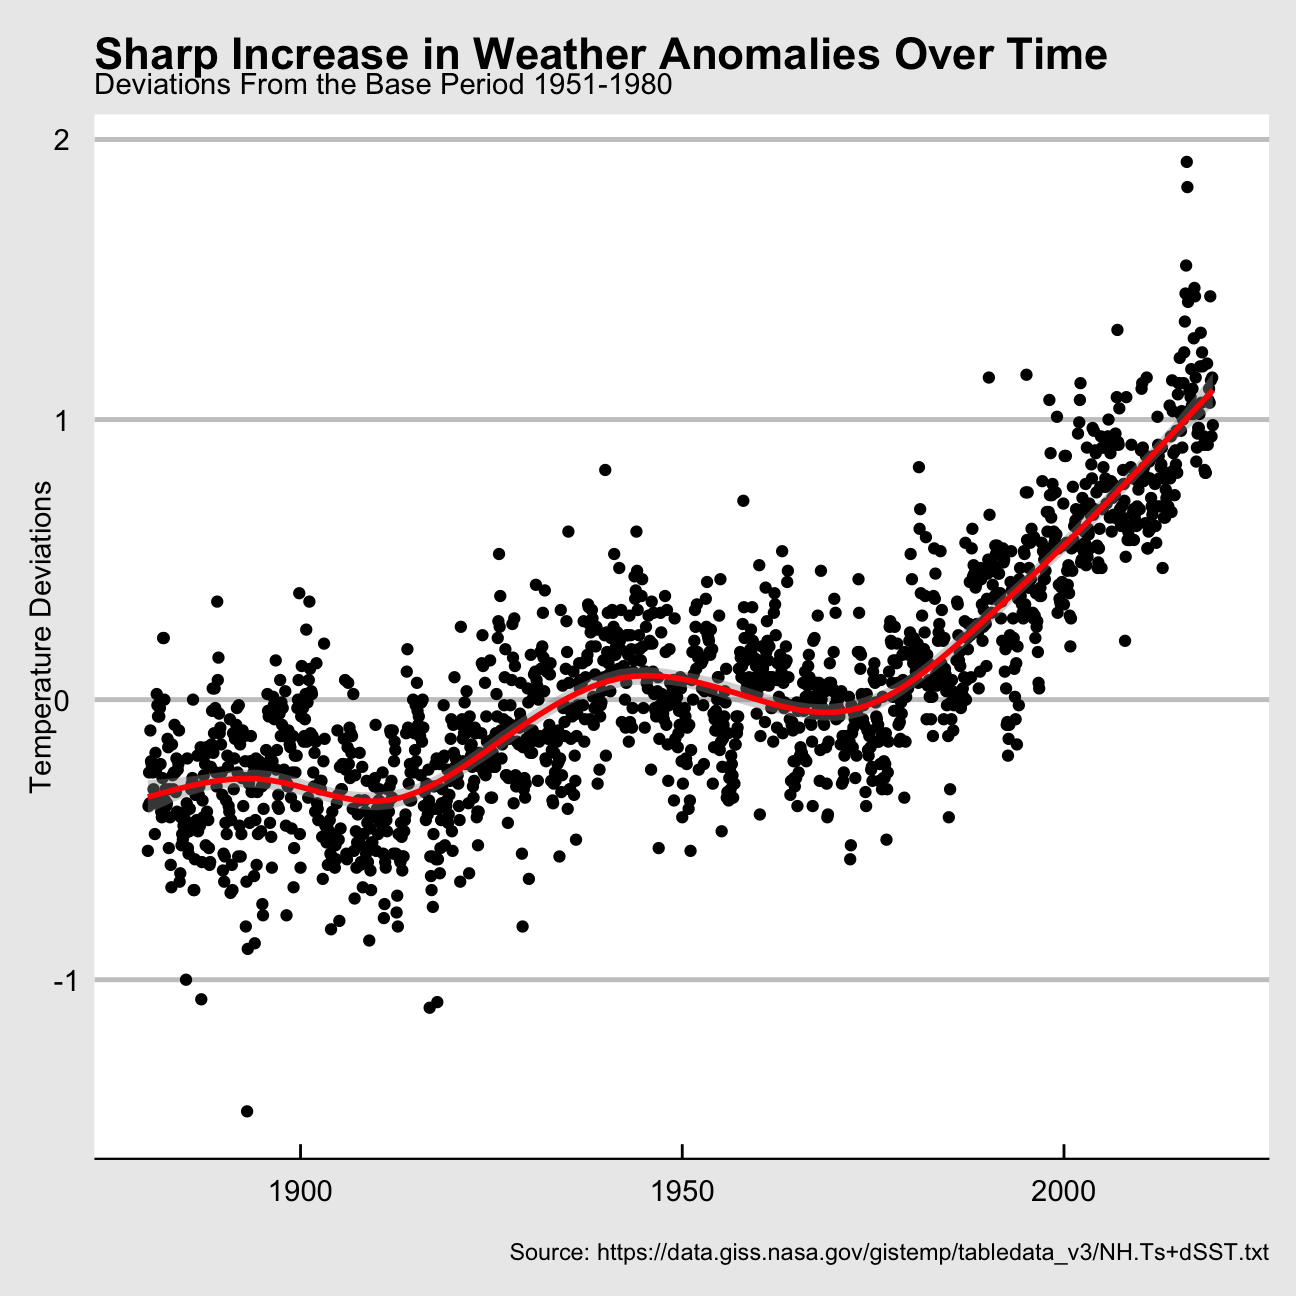 Sharp Increase in Weather Anomalies Over Time
Deviations From the Base Period 1951-1980
Temperature Deviations
2
1
0
-1
1900 1950 2000
Source: https://data.giss.nasa.gov/gistemp/tabledata_v3/NH.Ts+dSST.txt